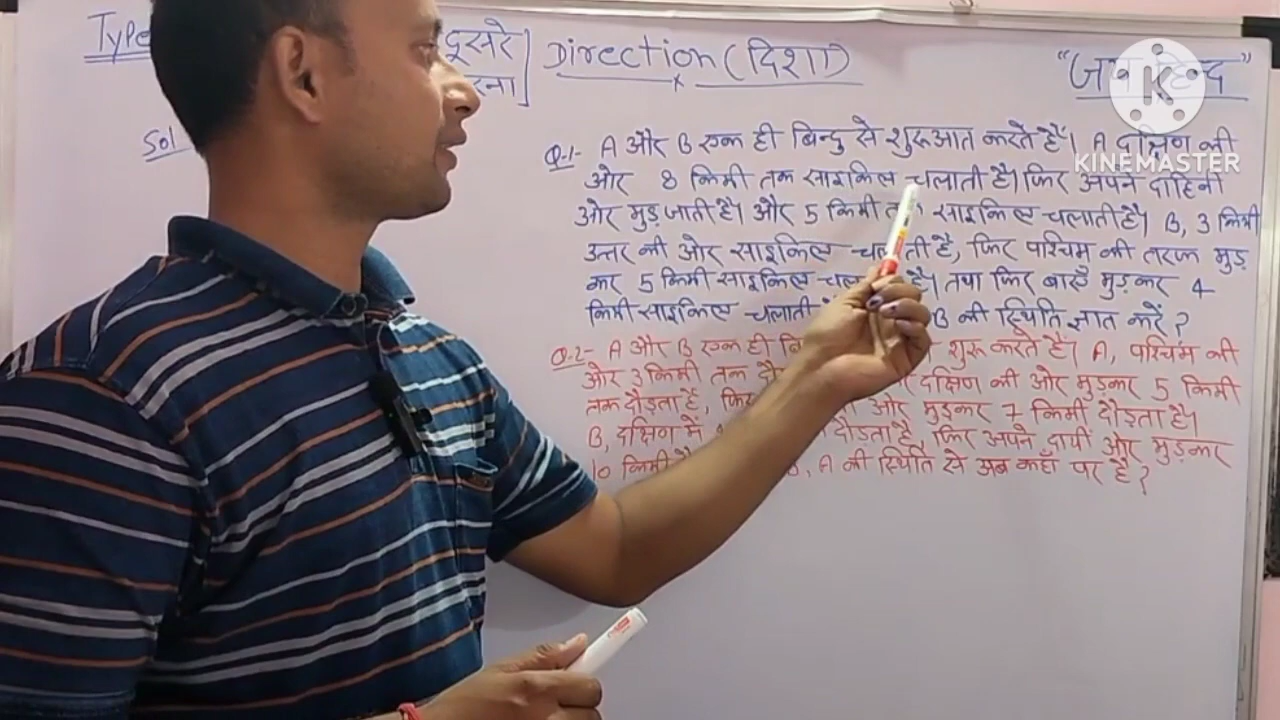 Type दूसरे Direction (दिशा) "जय
रना]
Sol
Q.1- A और B एक ही बिन्दु से शुरुआत करते हैं। A दक्षिण की
ओर 8 किमी तक साइकिल चलाती है। फिर अपने दाहिनी
ओर मुड़ जाती है। और 5 किमी साइकिल चलाती है। B, 3 किमी
उत्तर की ओर साइकिल है, फिर पश्चिम की तरफ मुड़
कर 5 किमी साइकिल है। तथा फिर बाएँ मुड़कर 4
किमी साइकिल चलाती B की स्थिति ज्ञात करें?
Q.2- A और B एक ही शुरू करते हैं। A, पश्चिम की
ओर 3 किमी तक दक्षिण की ओर मुड़कर 5 किमी
तक दौड़ता है, फिर ओर मुड़कर 7 किमी दौड़ता है।
B, दक्षिण में दौड़ता है, फिर अपने दायीं ओर मुड़कर
10 किमी B, A की स्थिति से अब कहाँ पर है?
K
KINEMASTER